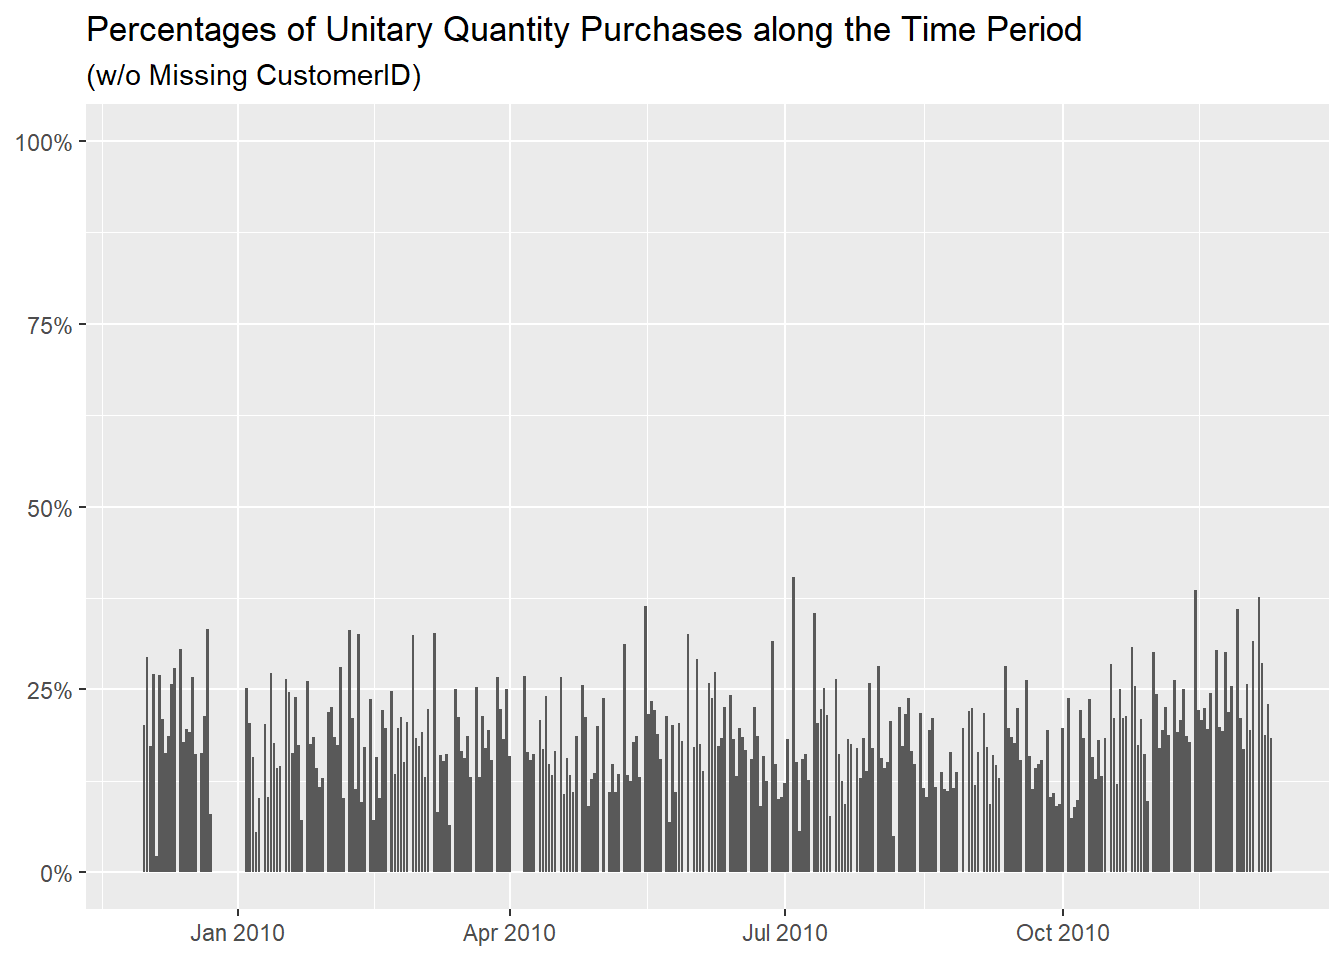 Percentages of Unitary Quantity Purchases along the Time Period
(w/o Missing CustomerID)
100%
75%
50%
25%
0%
Jan 2010 Apr 2010 Jul 2010 Oct 2010